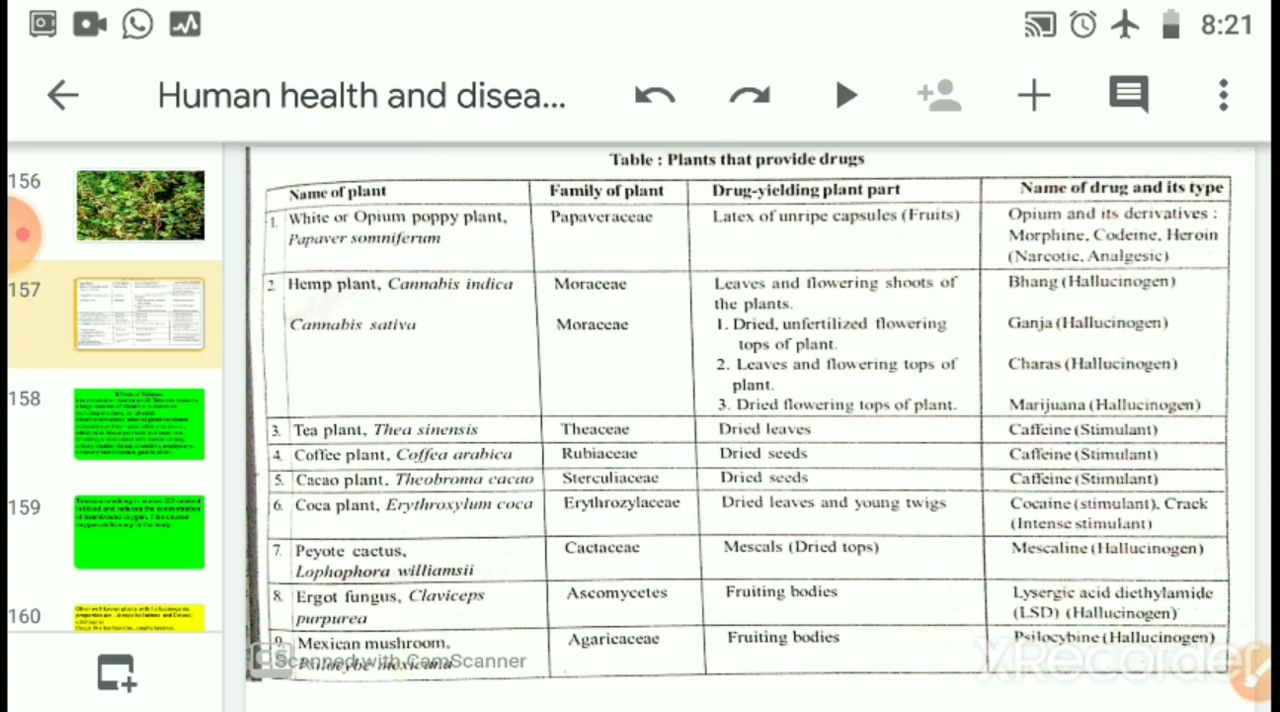 8:21
Human health and disea...
156
157
158
159
160
Table : Plants that provide drugs
Name of plant Family of plant Drug-yielding plant part Name of drug and its type
1. White or Opium poppy plant, Papaveraceae Latex of unripe capsules (Fruits) Opium and its derivatives :
Papaver somniferum Morphine, Codeine, Heroin
(Narcotic, Analgesic)
2 Hemp plant, Cannabis indica Moraceae Leaves and flowering shoots of Bhang (Hallucinogen)
the plants.
Cannabis sativa Moraceae 1. Dried, unfertilized flowering Ganja (Hallucinogen)
tops of plant.
2. Leaves and flowering tops of Charas (Hallucinogen)
plant.
3. Dried flowering tops of plant. Marijuana (Hallucinogen)
3. Tea plant, Thea sinensis Theaceae Dried leaves Caffeine (Stimulant)
4. Coffee plant, Coffea arabica Rubiaceae Dried seeds Caffeine (Stimulant)
5. Cacao plant, Theobroma cacao Sterculiaceae Dried seeds Caffeine (Stimulant)
6. Coca plant, Erythroxylum coca Erythrozylaceae Dried leaves and young twigs Cocaine (stimulant), Crack
(Intense stimulant)
7. Peyote cactus, Cactaceae Mescals (Dried tops) Mescaline (Hallucinogen)
Lophophora williamsii
8. Ergot fungus, Claviceps Ascomycetes Fruiting bodies Lysergic acid diethylamide
purpurea (LSD) (Hallucinogen)
9. Mexican mushroom, Agaricaceae Fruiting bodies Psilocybine (Hallucinogen)
Psilocybe mexicana
Scanned with CamScanner
XRecorder